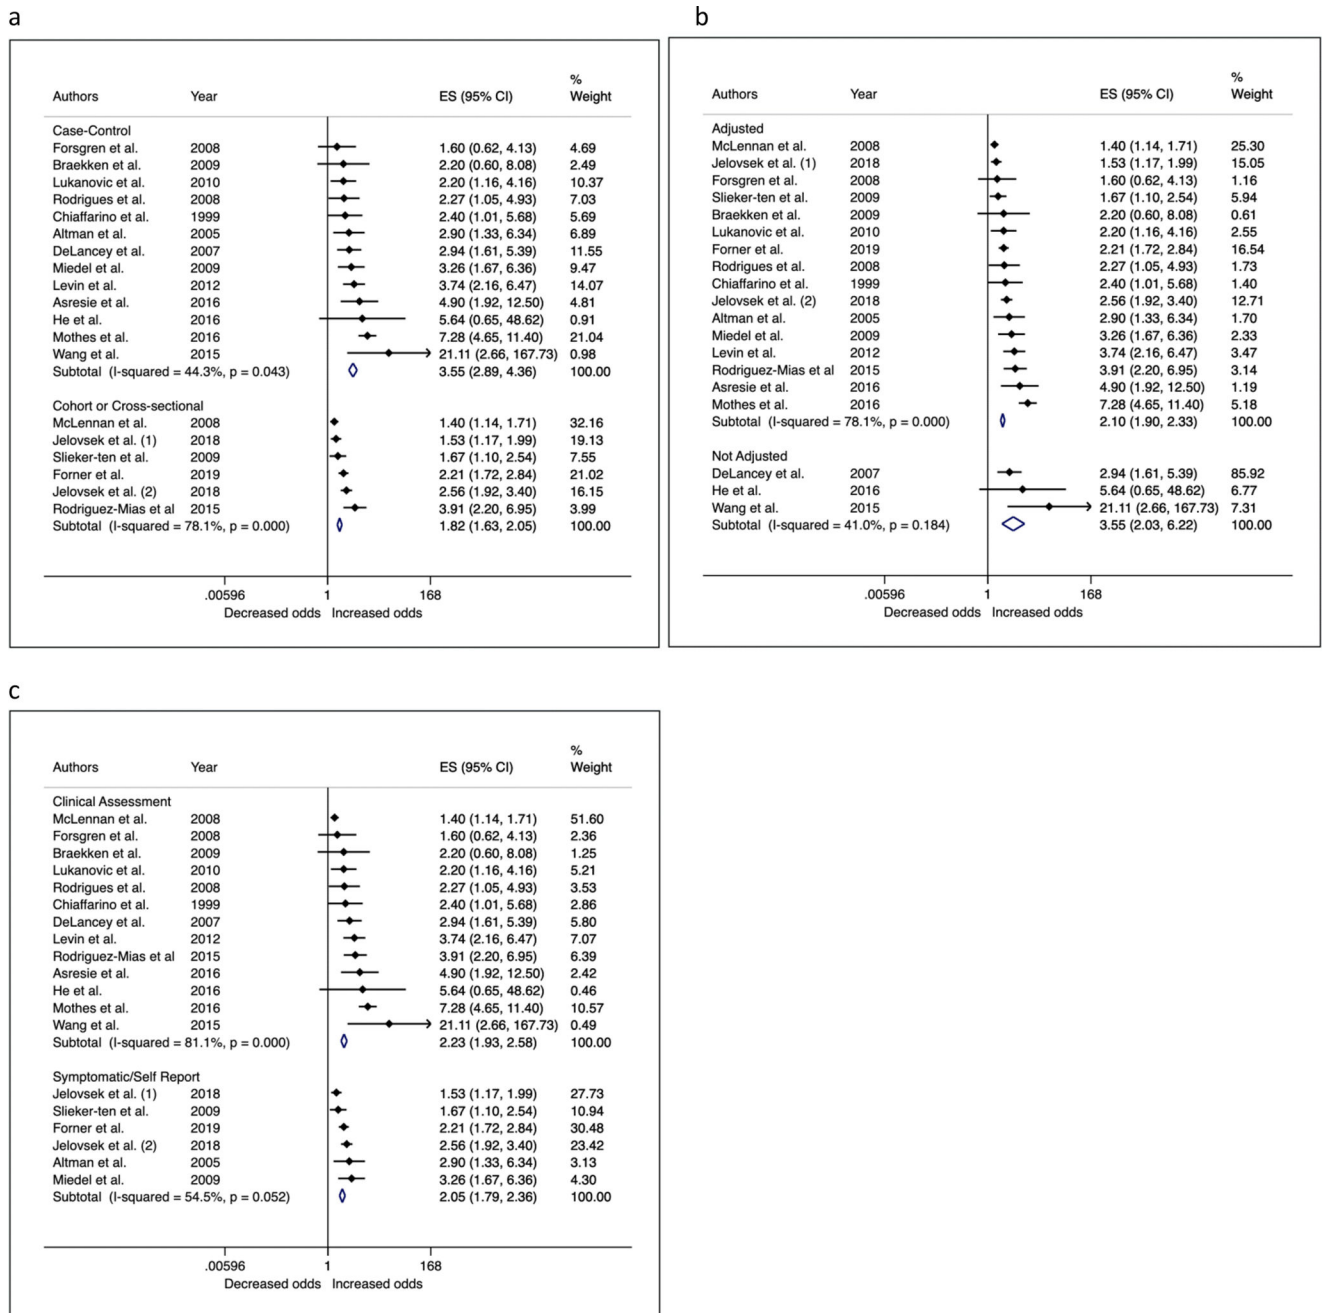 a
%
Authors Year ES (95% CI) Weight
Case-Control
Forsgren et al. 2008 1.60 (0.62, 4.13) 4.69
Braekken et al. 2009 2.20 (0.60, 8.08) 2.49
Lukanovic et al. 2010 2.20 (1.16, 4.16) 10.37
Rodrigues et al. 2008 2.27 (1.05, 4.93) 7.03
Chiaffarino et al. 1999 2.40 (1.01, 5.68) 5.69
Altman et al. 2005 2.90 (1.33, 6.34) 6.89
DeLancey et al. 2007 2.94 (1.61, 5.39) 11.55
Miedel et al. 2009 3.26 (1.67, 6.36) 9.47
Levin et al. 2012 3.74 (2.16, 6.47) 14.07
Asresie et al. 2016 4.90 (1.92, 12.50) 4.81
He et al. 2016 5.64 (0.65, 48.62) 0.91
Mothes et al. 2016 7.28 (4.65, 11.40) 21.04
Wang et al. 2015 21.11 (2.66, 167.73) 0.98
Subtotal (I-squared = 44.3%, p = 0.043) 3.55 (2.89, 4.36) 100.00
Cohort or Cross-sectional
McLennan et al. 2008 1.40 (1.14, 1.71) 32.16
Jelovsek et al. (1) 2018 1.53 (1.17, 1.99) 19.13
Slieker-ten et al. 2009 1.67 (1.10, 2.54) 7.55
Forner et al. 2019 2.21 (1.72, 2.84) 21.02
Jelovsek et al. (2) 2018 2.56 (1.92, 3.40) 16.15
Rodriguez-Mias et al 2015 3.91 (2.20, 6.95) 3.99
Subtotal (I-squared = 78.1%, p = 0.000) 1.82 (1.63, 2.05) 100.00
.00596 1 168
Decreased odds Increased odds
b
%
Authors Year ES (95% CI) Weight
Adjusted
McLennan et al. 2008 1.40 (1.14, 1.71) 25.30
Jelovsek et al. (1) 2018 1.53 (1.17, 1.99) 15.05
Forsgren et al. 2008 1.60 (0.62, 4.13) 1.16
Slieker-ten et al. 2009 1.67 (1.10, 2.54) 5.94
Braekken et al. 2009 2.20 (0.60, 8.08) 0.61
Lukanovic et al. 2010 2.20 (1.16, 4.16) 2.55
Forner et al. 2019 2.21 (1.72, 2.84) 16.54
Rodrigues et al. 2008 2.27 (1.05, 4.93) 1.73
Chiaffarino et al. 1999 2.40 (1.01, 5.68) 1.40
Jelovsek et al. (2) 2018 2.56 (1.92, 3.40) 12.71
Altman et al. 2005 2.90 (1.33, 6.34) 1.70
Miedel et al. 2009 3.26 (1.67, 6.36) 2.33
Levin et al. 2012 3.74 (2.16, 6.47) 3.47
Rodriguez-Mias et al 2015 3.91 (2.20, 6.95) 3.14
Asresie et al. 2016 4.90 (1.92, 12.50) 1.19
Mothes et al. 2016 7.28 (4.65, 11.40) 5.18
Subtotal (I-squared = 78.1%, p = 0.000) 2.10 (1.90, 2.33) 100.00
Not Adjusted
DeLancey et al. 2007 2.94 (1.61, 5.39) 85.92
He et al. 2016 5.64 (0.65, 48.62) 6.77
Wang et al. 2015 21.11 (2.66, 167.73) 7.31
Subtotal (I-squared = 41.0%, p = 0.184) 3.55 (2.03, 6.22) 100.00
.00596 1 168
Decreased odds Increased odds
c
%
Authors Year ES (95% CI) Weight
Clinical Assessment
McLennan et al. 2008 1.40 (1.14, 1.71) 51.60
Forsgren et al. 2008 1.60 (0.62, 4.13) 2.36
Braekken et al. 2009 2.20 (0.60, 8.08) 1.25
Lukanovic et al. 2010 2.20 (1.16, 4.16) 5.21
Rodrigues et al. 2008 2.27 (1.05, 4.93) 3.53
Chiaffarino et al. 1999 2.40 (1.01, 5.68) 2.86
DeLancey et al. 2007 2.94 (1.61, 5.39) 5.80
Levin et al. 2012 3.74 (2.16, 6.47) 7.07
Rodriguez-Mias et al 2015 3.91 (2.20, 6.95) 6.39
Asresie et al. 2016 4.90 (1.92, 12.50) 2.42
He et al. 2016 5.64 (0.65, 48.62) 0.46
Mothes et al. 2016 7.28 (4.65, 11.40) 10.57
Wang et al. 2015 21.11 (2.66, 167.73) 0.49
Subtotal (I-squared = 81.1%, p = 0.000) 2.23 (1.93, 2.58) 100.00
Symptomatic/Self Report
Jelovsek et al. (1) 2018 1.53 (1.17, 1.99) 27.73
Slieker-ten et al. 2009 1.67 (1.10, 2.54) 10.94
Forner et al. 2019 2.21 (1.72, 2.84) 30.48
Jelovsek et al. (2) 2018 2.56 (1.92, 3.40) 23.42
Altman et al. 2005 2.90 (1.33, 6.34) 3.13
Miedel et al. 2009 3.26 (1.67, 6.36) 4.30
Subtotal (I-squared = 54.5%, p = 0.052) 2.05 (1.79, 2.36) 100.00
.00596 1 168
Decreased odds Increased odds